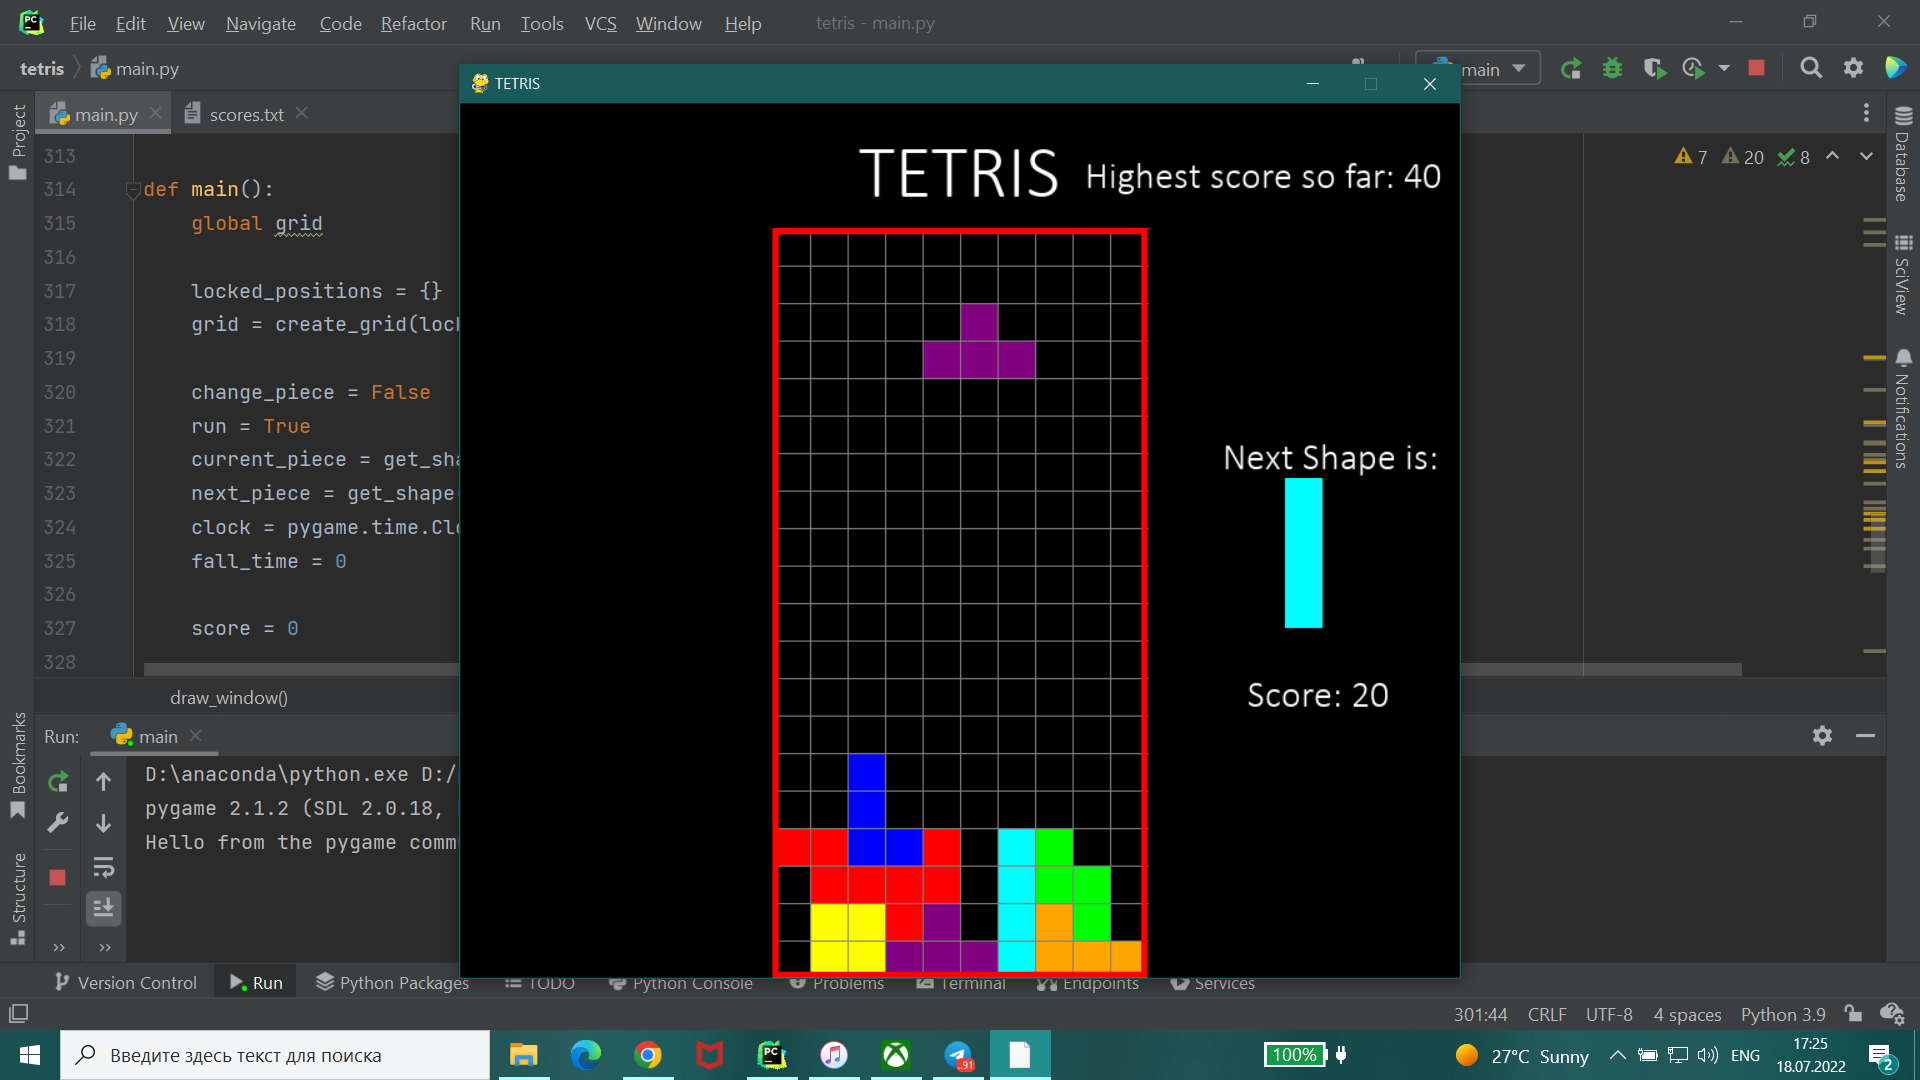 File Edit View Navigate Code Refactor Run Tools VCS Window Help tetris - main.py
tetris main.py
main
TETRIS
main.py scores.txt
Project
Database
SciView
Notifications
7 20 8
TETRIS Highest score so far: 40
Next Shape is:
Score: 20
313
314 def main():
315 global grid
316
317 locked_positions = {}
318 grid = create_grid(loc
319
320 change_piece = False
321 run = True
322 current_piece = get_sh
323 next_piece = get_shape
324 clock = pygame.time.Cl
325 fall_time = 0
326
327 score = 0
328
draw_window()
Run: main
Bookmarks
Structure
D:\anaconda\python.exe D:/
pygame 2.1.2 (SDL 2.0.18,
Hello from the pygame comm
Version Control Run Python Packages TODO Python Console Problems Terminal Endpoints Services
301:44 CRLF UTF-8 4 spaces Python 3.9
Введите здесь текст для поиска
PC
..91
100%
27°C Sunny
ENG
17:25
18.07.2022
2